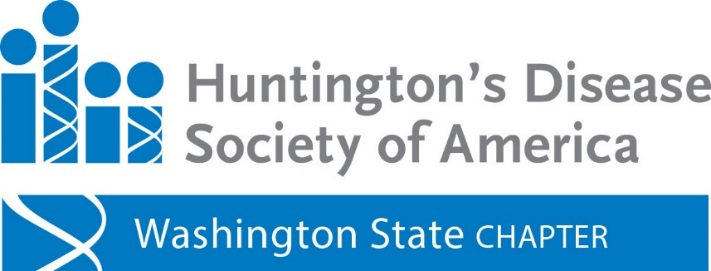 Huntington's Disease
Society of America
Washington State CHAPTER